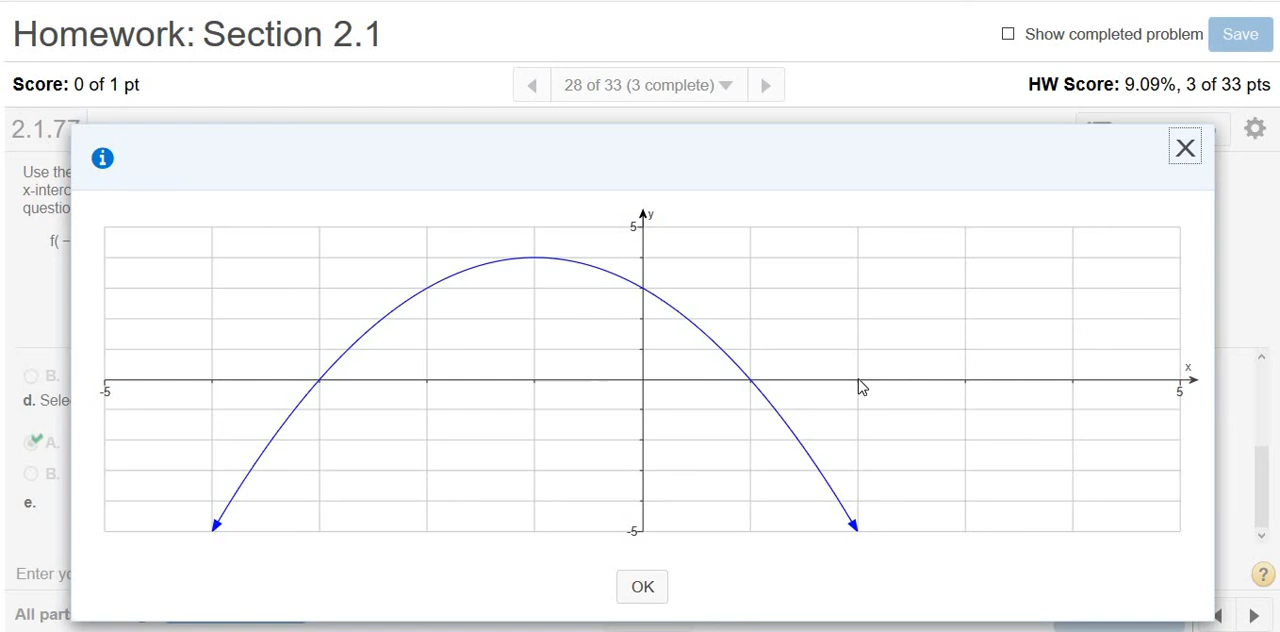 Homework: Section 2.1
Show completed problem
Save
Score: 0 of 1 pt
28 of 33 (3 complete)
HW Score: 9.09%, 3 of 33 pts
2.1.77
Use the
x-interc
questio
f( −
y
5
x
-5
5
-5
B.
d. Sele
A.
B.
e.
OK
Enter yo
?
All part